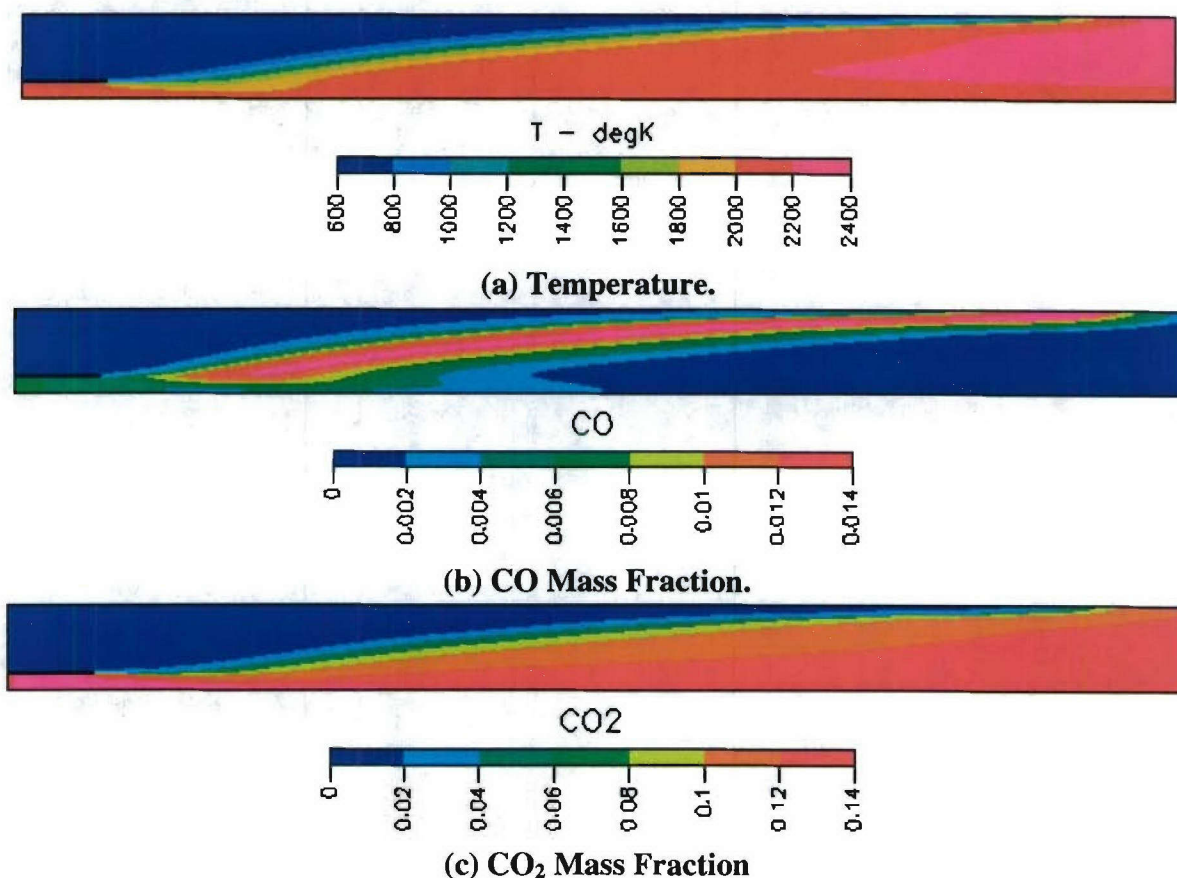 T - degK
600 800 1000 1200 1400 1600 1800 2000 2200 2400
(a) Temperature.
CO
0 0.002 0.004 0.006 0.008 0.01 0.012 0.014
(b) CO Mass Fraction.
CO2
0 0.02 0.04 0.06 0.08 0.1 0.12 0.14
(c) CO₂ Mass Fraction